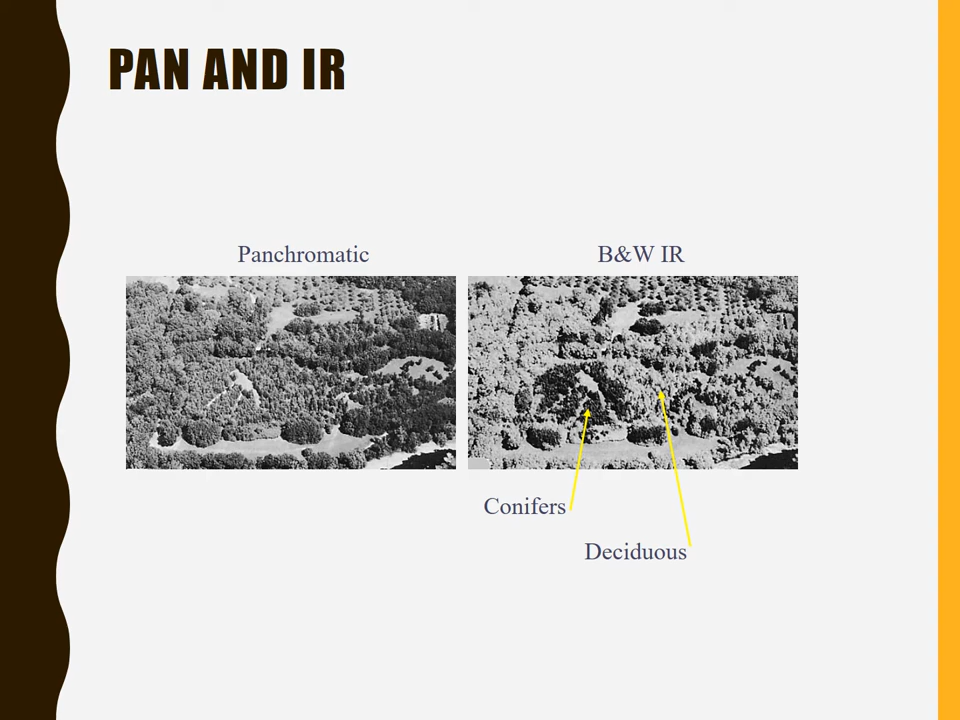 PAN AND IR
Panchromatic
B&W IR
Conifers
Deciduous